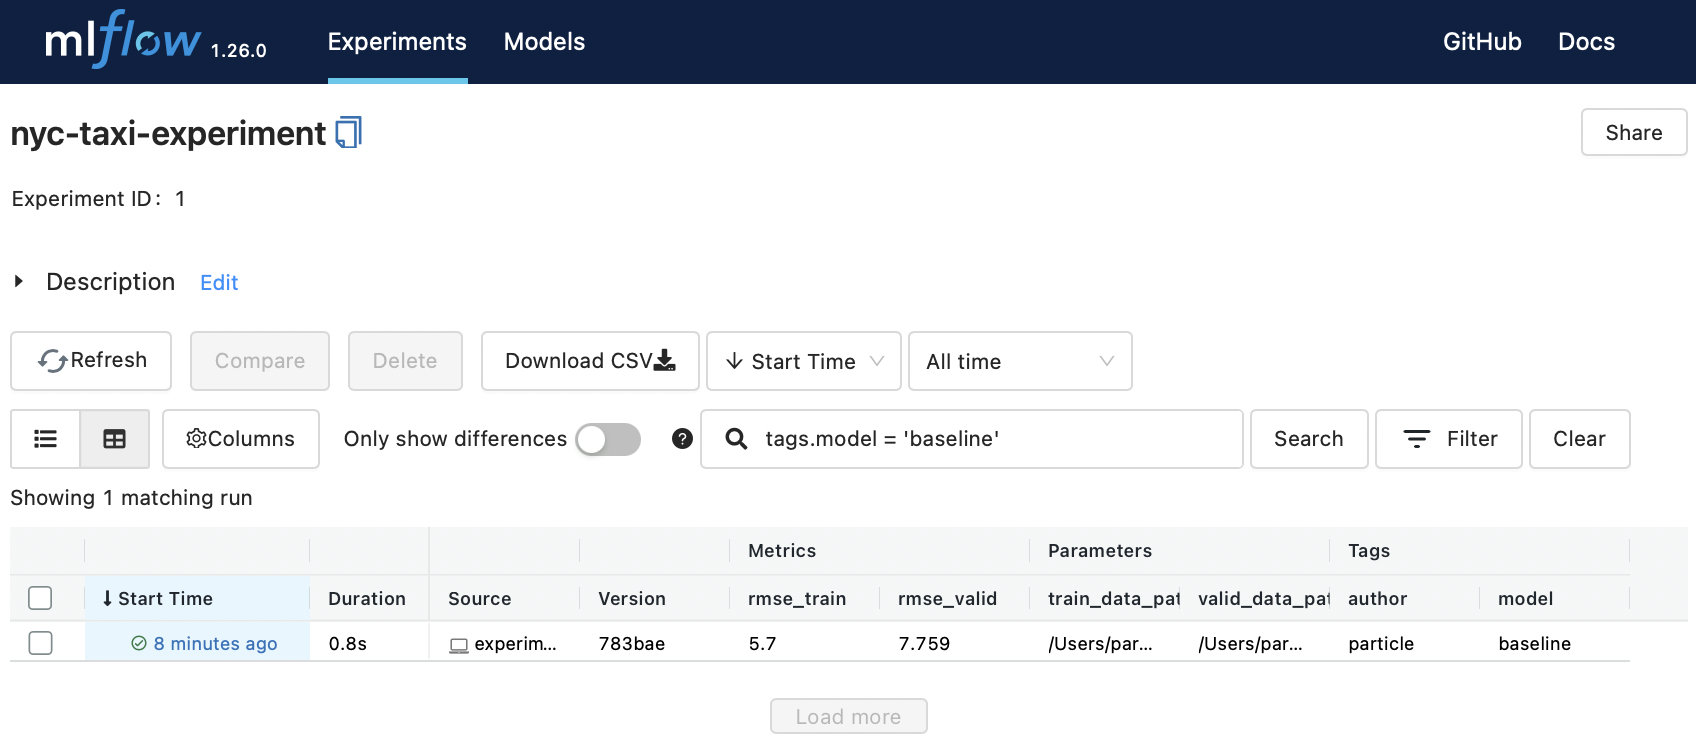 mlflow 1.26.0 Experiments Models GitHub Docs
nyc-taxi-experiment Share
Experiment ID: 1
Description Edit
Refresh Compare Delete Download CSV Start Time All time
Columns Only show differences ? tags.model = 'baseline' Search Filter Clear
Showing 1 matching run
Metrics Parameters Tags
Start Time Duration Source Version rmse_train rmse_valid train_data_pat valid_data_pat author model
8 minutes ago 0.8s experim... 783bae 5.7 7.759 /Users/par... /Users/par... particle baseline
Load more